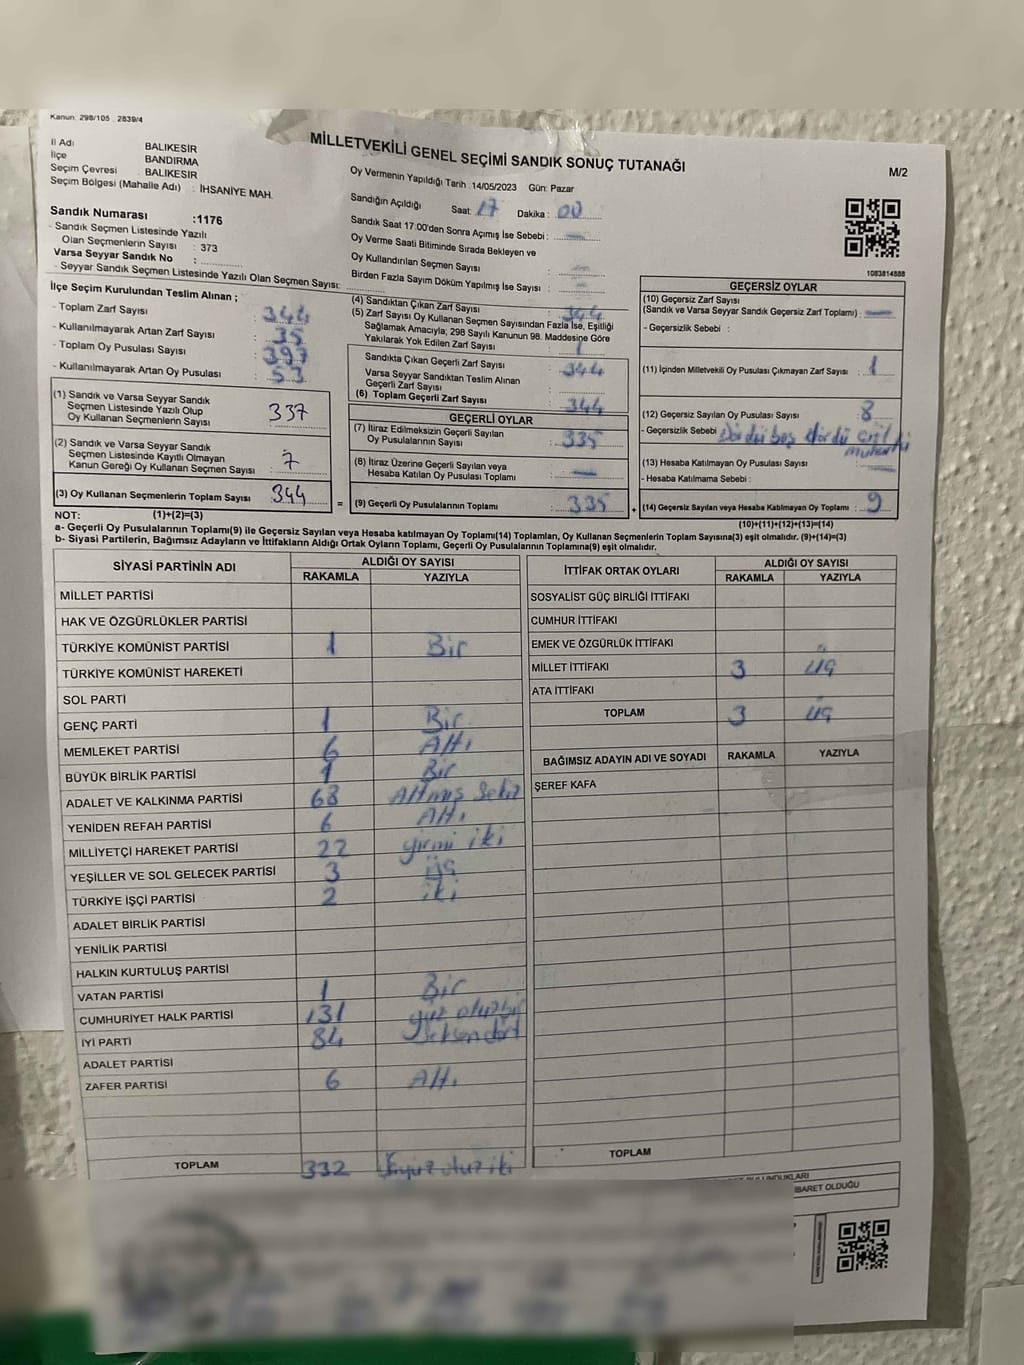 Kanun: 298/105 , 2839/4
MİLLETVEKİLİ GENEL SEÇİMİ SANDIK SONUÇ TUTANAĞI
M/2
İl Adı BALIKESİR
İlçe BANDIRMA
Seçim Çevresi : BALIKESIR
Seçim Bölgesi (Mahalle Adı) : İHSANİYE MAH.
Sandık Numarası :1176
- Sandık Seçmen Listesinde Yazılı
Olan Seçmenlerin Sayısı : 373
Varsa Seyyar Sandık No :
- Seyyar Sandık Seçmen Listesinde Yazılı Olan Seçmen Sayısı:
Oy Vermenin Yapıldığı Tarih : 14/05/2023 Gün: Pazar
Sandığın Açıldığı Saat: 17 Dakika : 00
Sandık Saat 17:00'den Sonra Açımış İse Sebebi : —
Oy Verme Saati Bitiminde Sırada Bekleyen ve
Oy Kullandırılan Seçmen Sayısı : —
Birden Fazla Sayım Döküm Yapılmış İse Sayısı : —
1083814888
İlçe Seçim Kurulundan Teslim Alınan ;
- Toplam Zarf Sayısı : 344
- Kullanılmayarak Artan Zarf Sayısı : 35
- Toplam Oy Pusulası Sayısı : 397
- Kullanılmayarak Artan Oy Pusulası : 53
(1) Sandık ve Varsa Seyyar Sandık
Seçmen Listesinde Yazılı Olup
Oy Kullanan Seçmenlerin Sayısı : 337
(2) Sandık ve Varsa Seyyar Sandık
Seçmen Listesinde Kayıtlı Olmayan
Kanun Gereği Oy Kullanan Seçmen Sayısı : 7
(3) Oy Kullanan Seçmenlerin Toplam Sayısı : 344
(4) Sandıktan Çıkan Zarf Sayısı : 344
(5) Zarf Sayısı Oy Kullanan Seçmen Sayısından Fazla İse, Eşitliği
Sağlamak Amacıyla; 298 Sayılı Kanunun 98. Maddesine Göre
Yakılarak Yok Edilen Zarf Sayısı :
Sandıkta Çıkan Geçerli Zarf Sayısı : 344
Varsa Seyyar Sandıktan Teslim Alınan
Geçerli Zarf Sayısı :
(6) Toplam Geçerli Zarf Sayısı : 344
GEÇERLİ OYLAR
(7) İtiraz Edilmeksizin Geçerli Sayılan
Oy Pusulalarının Sayısı : 335
(8) İtiraz Üzerine Geçerli Sayılan veya
Hesaba Katılan Oy Pusulası Toplamı : —
= (9) Geçerli Oy Pusulalarının Toplamı : 335
GEÇERSİZ OYLAR
(10) Geçersiz Zarf Sayısı
(Sandık ve Varsa Seyyar Sandık Geçersiz Zarf Toplamı) : —
- Geçersizlik Sebebi :
(11) İçinden Milletvekili Oy Pusulası Çıkmayan Zarf Sayısı : 1
(12) Geçersiz Sayılan Oy Pusulası Sayısı : 8
- Geçersizlik Sebebi : Dördü boş dördü
(13) Hesaba Katılmayan Oy Pusulası Sayısı : —
- Hesaba Katılmama Sebebi :
+ (14) Geçersiz Sayılan veya Hesaba Katılmayan Oy Toplamı : 9
NOT: (1)+(2)=(3)
(10)+(11)+(12)+(13)=(14)
a- Geçerli Oy Pusulalarının Toplamı(9) ile Geçersiz Sayılan veya Hesaba katılmayan Oy Toplamı(14) Toplamları, Oy Kullanan Seçmenlerin Toplam Sayısına(3) eşit olmalıdır. (9)+(14)=(3)
b- Siyasi Partilerin, Bağımsız Adayların ve İttifakların Aldığı Ortak Oyların Toplamı, Geçerli Oy Pusulalarının Toplamına(9) eşit olmalıdır.
SİYASİ PARTİNİN ADI ALDIĞI OY SAYISI
RAKAMLA YAZIYLA
MİLLET PARTİSİ
HAK VE ÖZGÜRLÜKLER PARTİSİ
TÜRKİYE KOMÜNİST PARTİSİ 1 Bir
TÜRKİYE KOMÜNİST HAREKETİ
SOL PARTİ
GENÇ PARTİ 1 Bir
MEMLEKET PARTİSİ 6 Altı
BÜYÜK BİRLİK PARTİSİ 1 Bir
ADALET VE KALKINMA PARTİSİ 68 Altmış Sekiz
YENİDEN REFAH PARTİSİ 6 Altı
MİLLİYETÇİ HAREKET PARTİSİ 22 yirmi iki
YEŞİLLER VE SOL GELECEK PARTİSİ 3 üç
TÜRKİYE İŞÇİ PARTİSİ 2 iki
ADALET BİRLİK PARTİSİ
YENİLİK PARTİSİ
HALKIN KURTULUŞ PARTİSİ
VATAN PARTİSİ 1 Bir
CUMHURİYET HALK PARTİSİ 131 yüz otuzbir
İYİ PARTİ 84 Seksendört
ADALET PARTİSİ
ZAFER PARTİSİ 6 Altı
TOPLAM 332 Üçyüz otuz iki
İTTİFAK ORTAK OYLARI ALDIĞI OY SAYISI
RAKAMLA YAZIYLA
SOSYALİST GÜÇ BİRLİĞİ İTTİFAKI
CUMHUR İTTİFAKI
EMEK VE ÖZGÜRLÜK İTTİFAKI
MİLLET İTTİFAKI 3 üç
ATA İTTİFAKI
TOPLAM 3 üç
BAĞIMSIZ ADAYIN ADI VE SOYADI RAKAMLA YAZIYLA
ŞEREF KAFA
TOPLAM
İBARET OLDUĞU